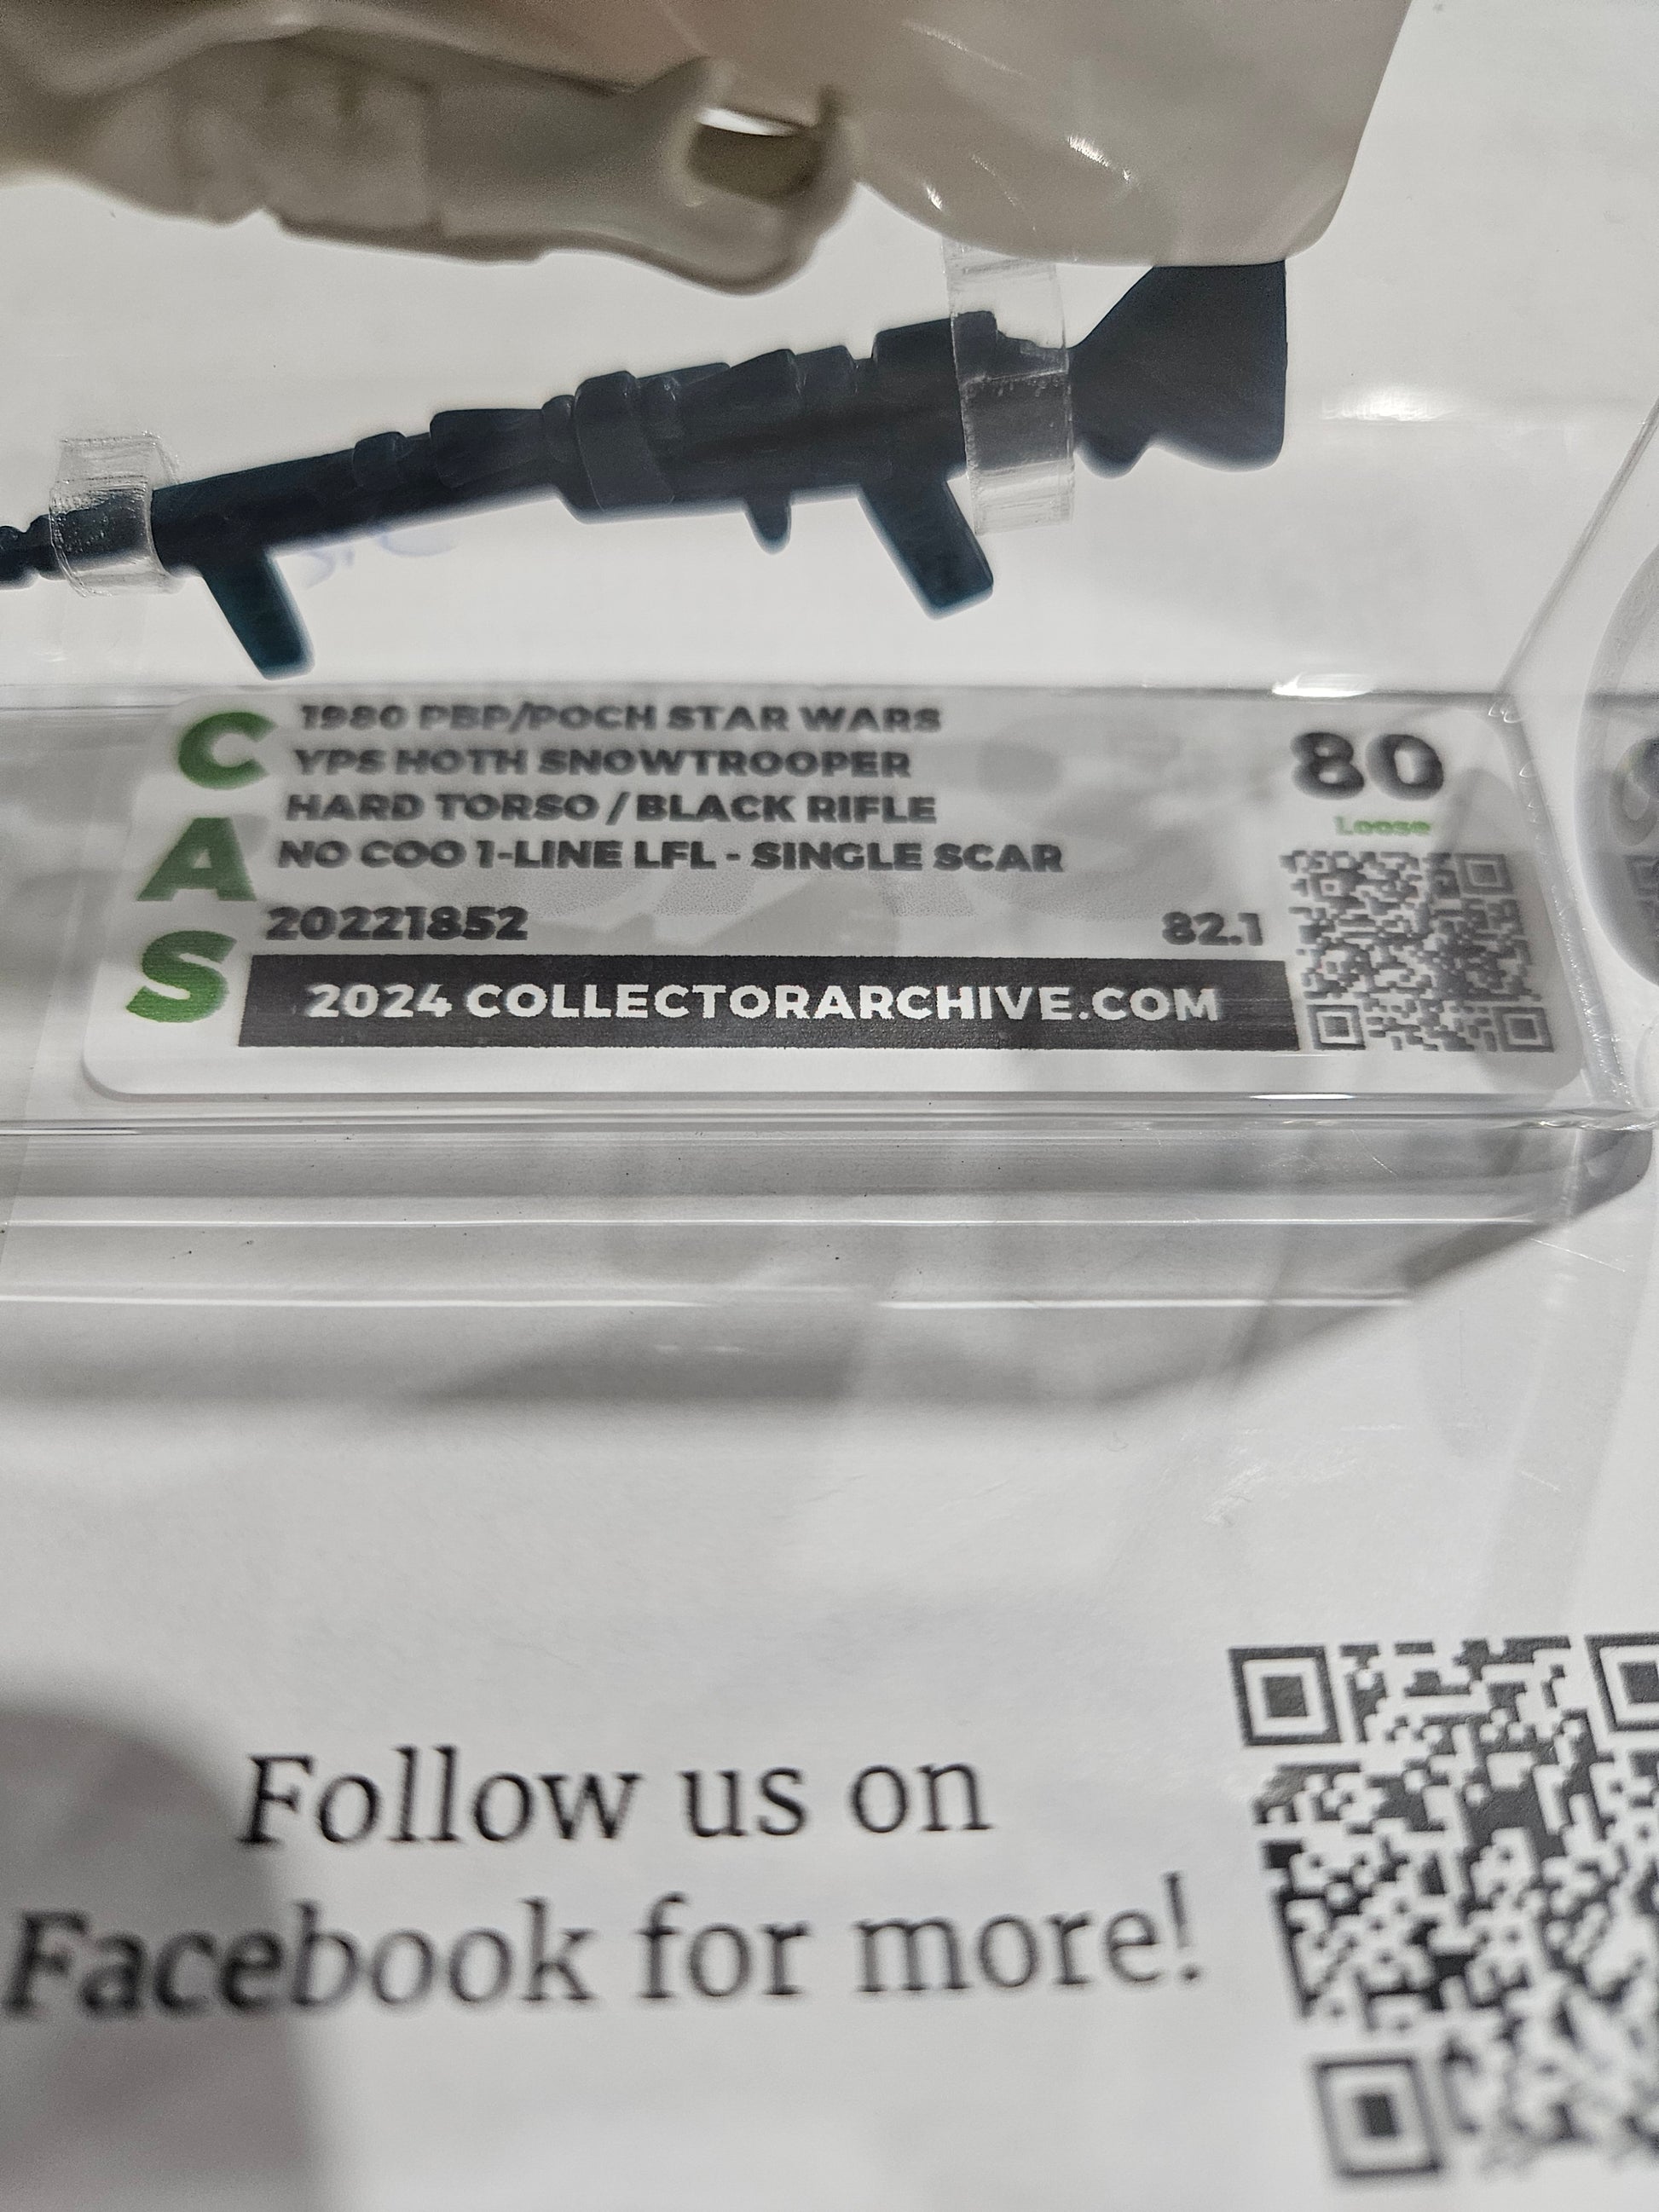 CAS
1980 PBP/POCH STAR WARS
YPS HOTH SNOWTROOPER
HARD TORSO / BLACK RIFLE
NO COO 1-LINE LFL - SINGLE SCAR
20221852 82.1
80
Loose
2024 COLLECTORARCHIVE.COM
Follow us on
Facebook for more!